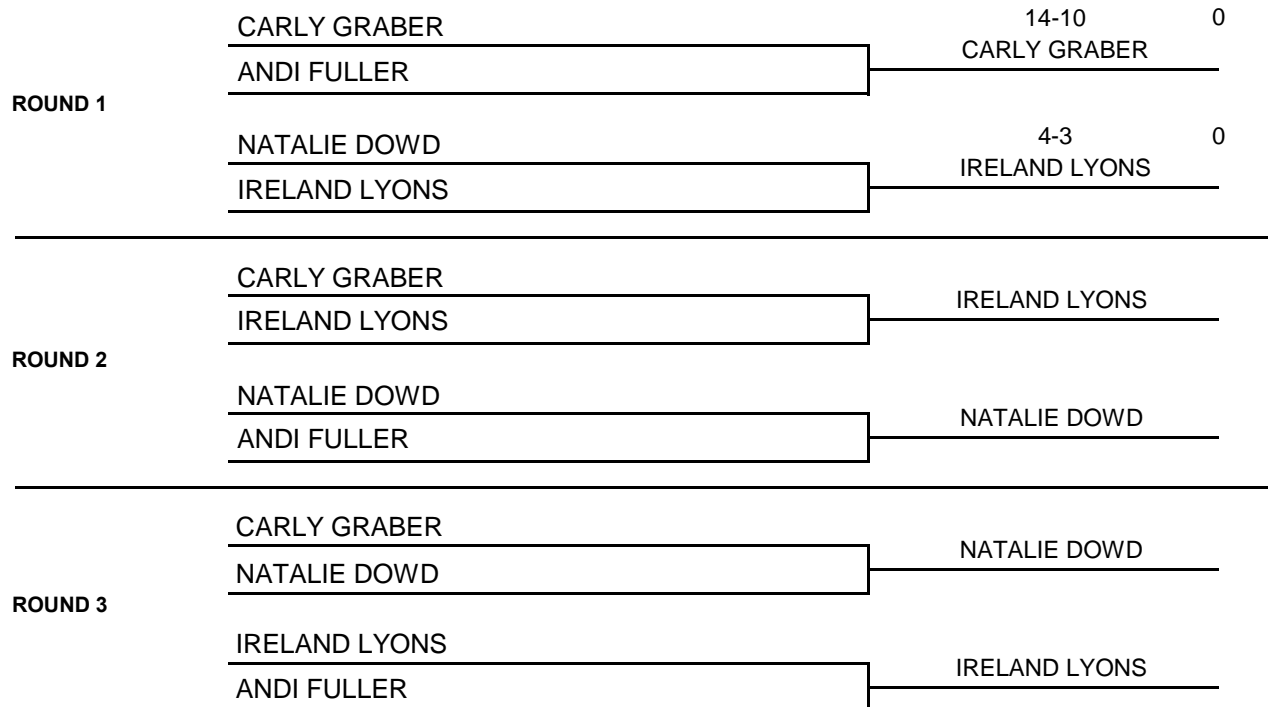 CARLY GRABER
14-10 0
CARLY GRABER
ANDI FULLER
ROUND 1
NATALIE DOWD
4-3 0
IRELAND LYONS
IRELAND LYONS
CARLY GRABER
IRELAND LYONS
IRELAND LYONS
ROUND 2
NATALIE DOWD
NATALIE DOWD
ANDI FULLER
CARLY GRABER
NATALIE DOWD
NATALIE DOWD
ROUND 3
IRELAND LYONS
IRELAND LYONS
ANDI FULLER